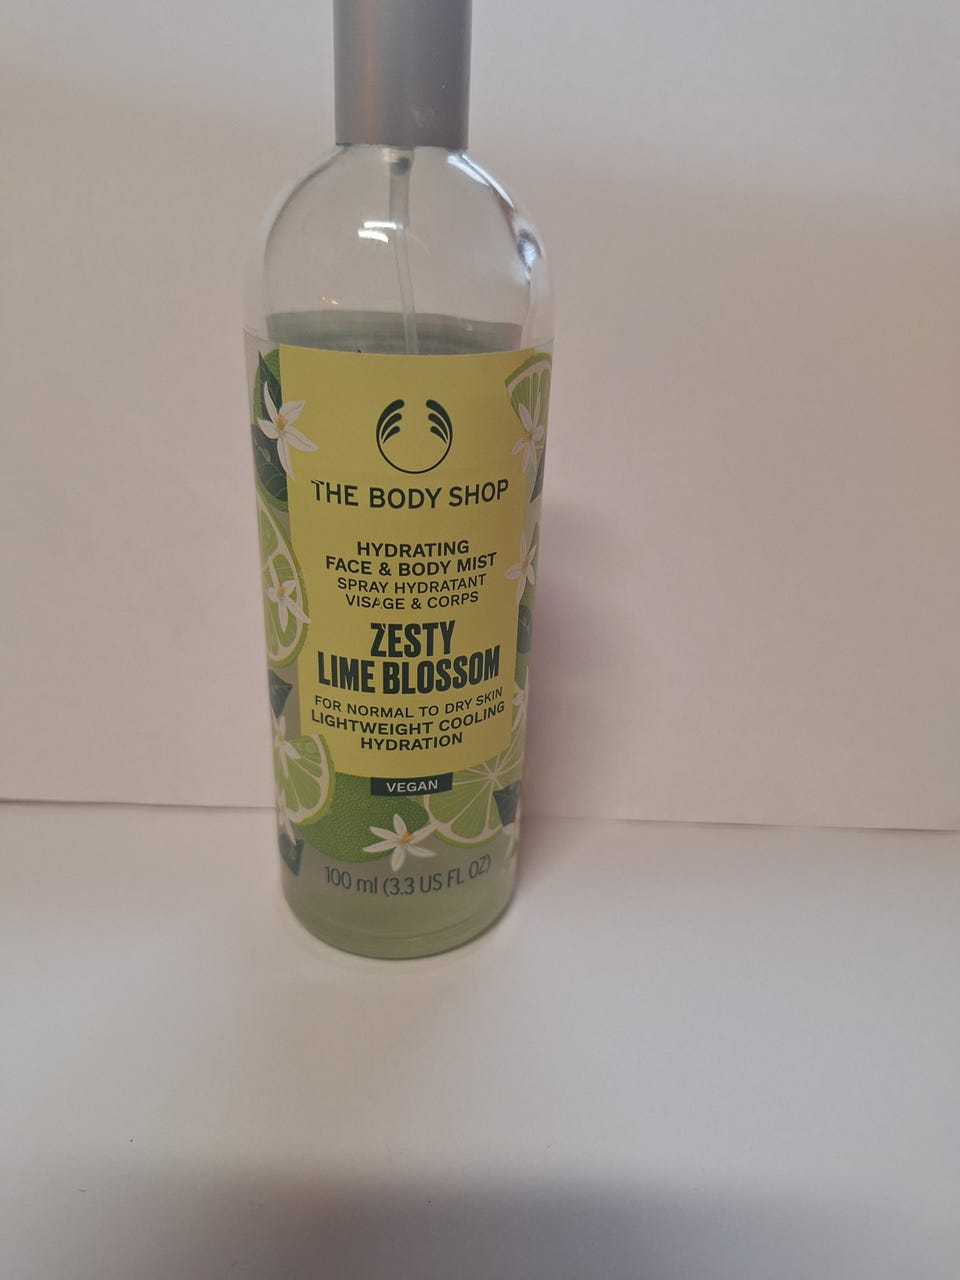 THE BODY SHOP
HYDRATING
FACE & BODY MIST
SPRAY HYDRATANT
VISAGE & CORPS
ZESTY
LIME BLOSSOM
FOR NORMAL TO DRY SKIN
LIGHTWEIGHT COOLING
HYDRATION
VEGAN
100 ml (3.3 US FL OZ)